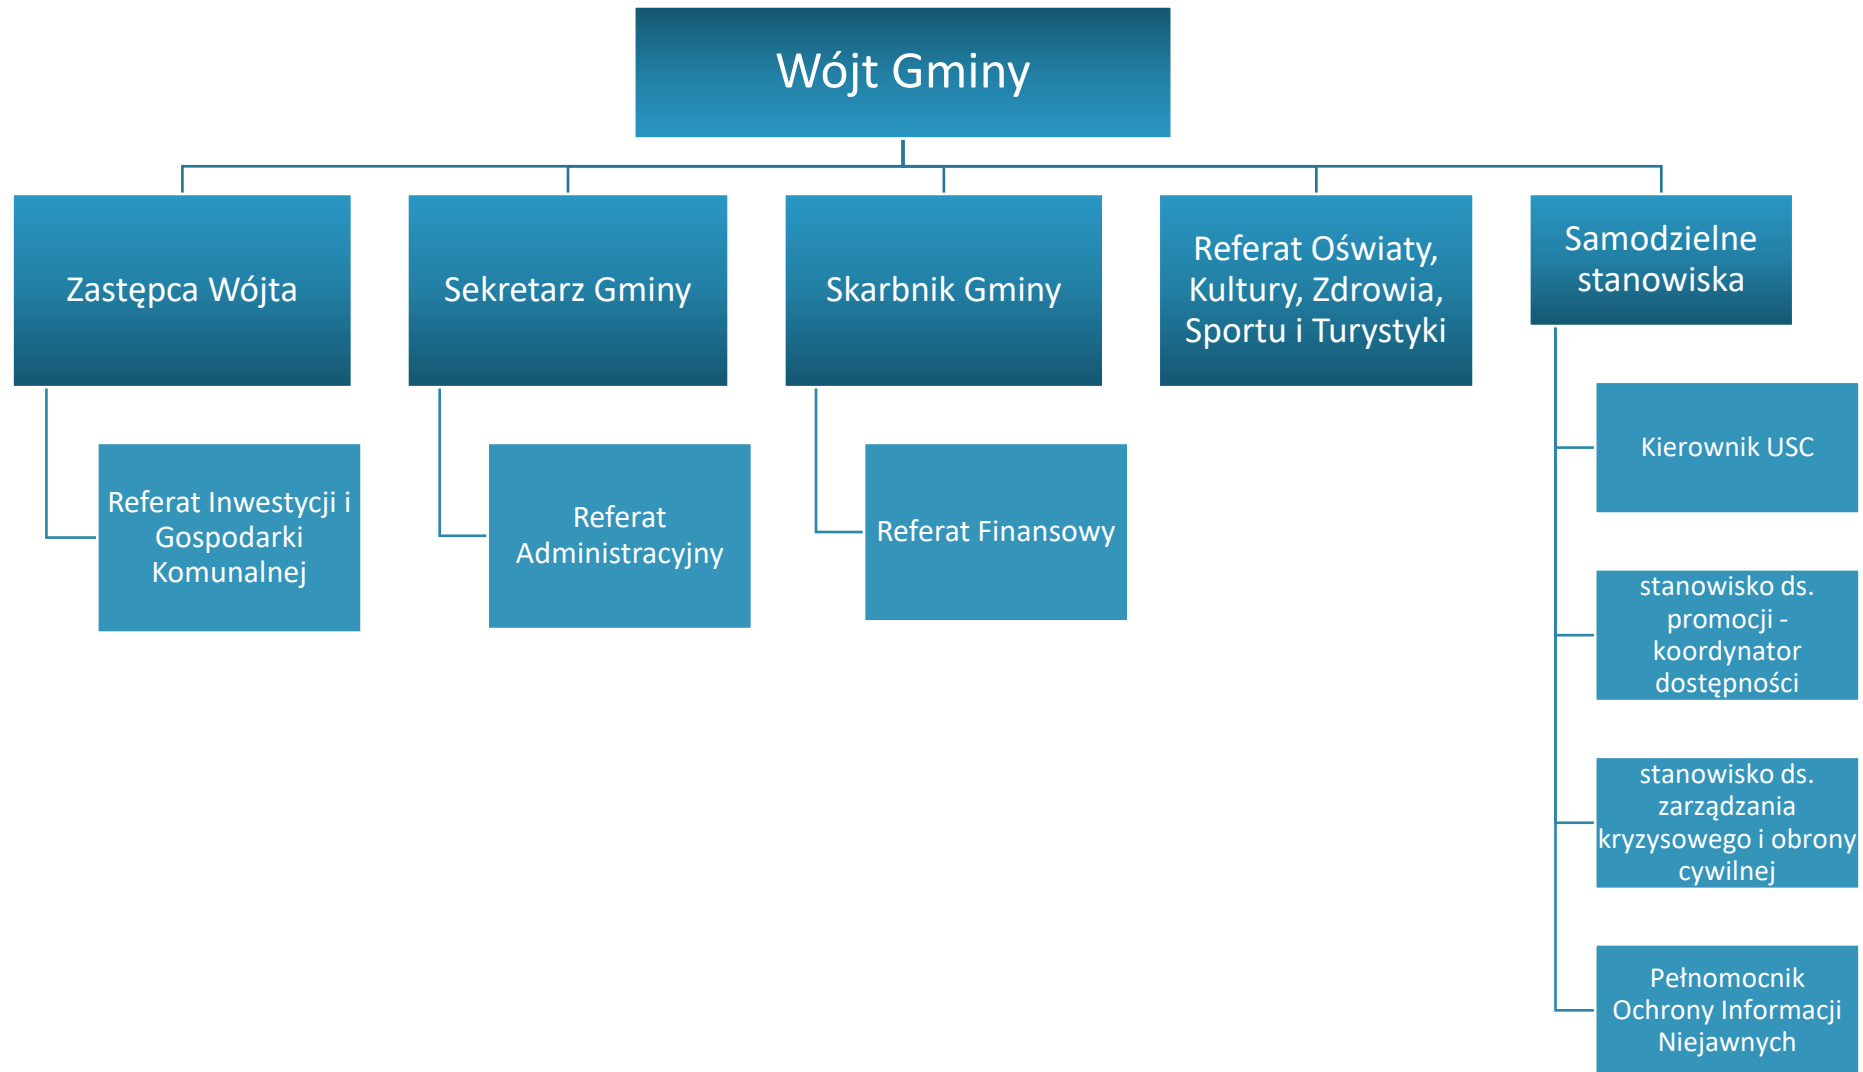 Wójt Gminy
Zastępca Wójta
Sekretarz Gminy
Skarbnik Gminy
Referat Oświaty,
Kultury, Zdrowia,
Sportu i Turystyki
Samodzielne
stanowiska
Referat Inwestycji i
Gospodarki
Komunalnej
Referat
Administracyjny
Referat Finansowy
Kierownik USC
stanowisko ds.
promocji -
koordynator
dostępności
stanowisko ds.
zarządzania
kryzysowego i obrony
cywilnej
Pełnomocnik
Ochrony Informacji
Niejawnych